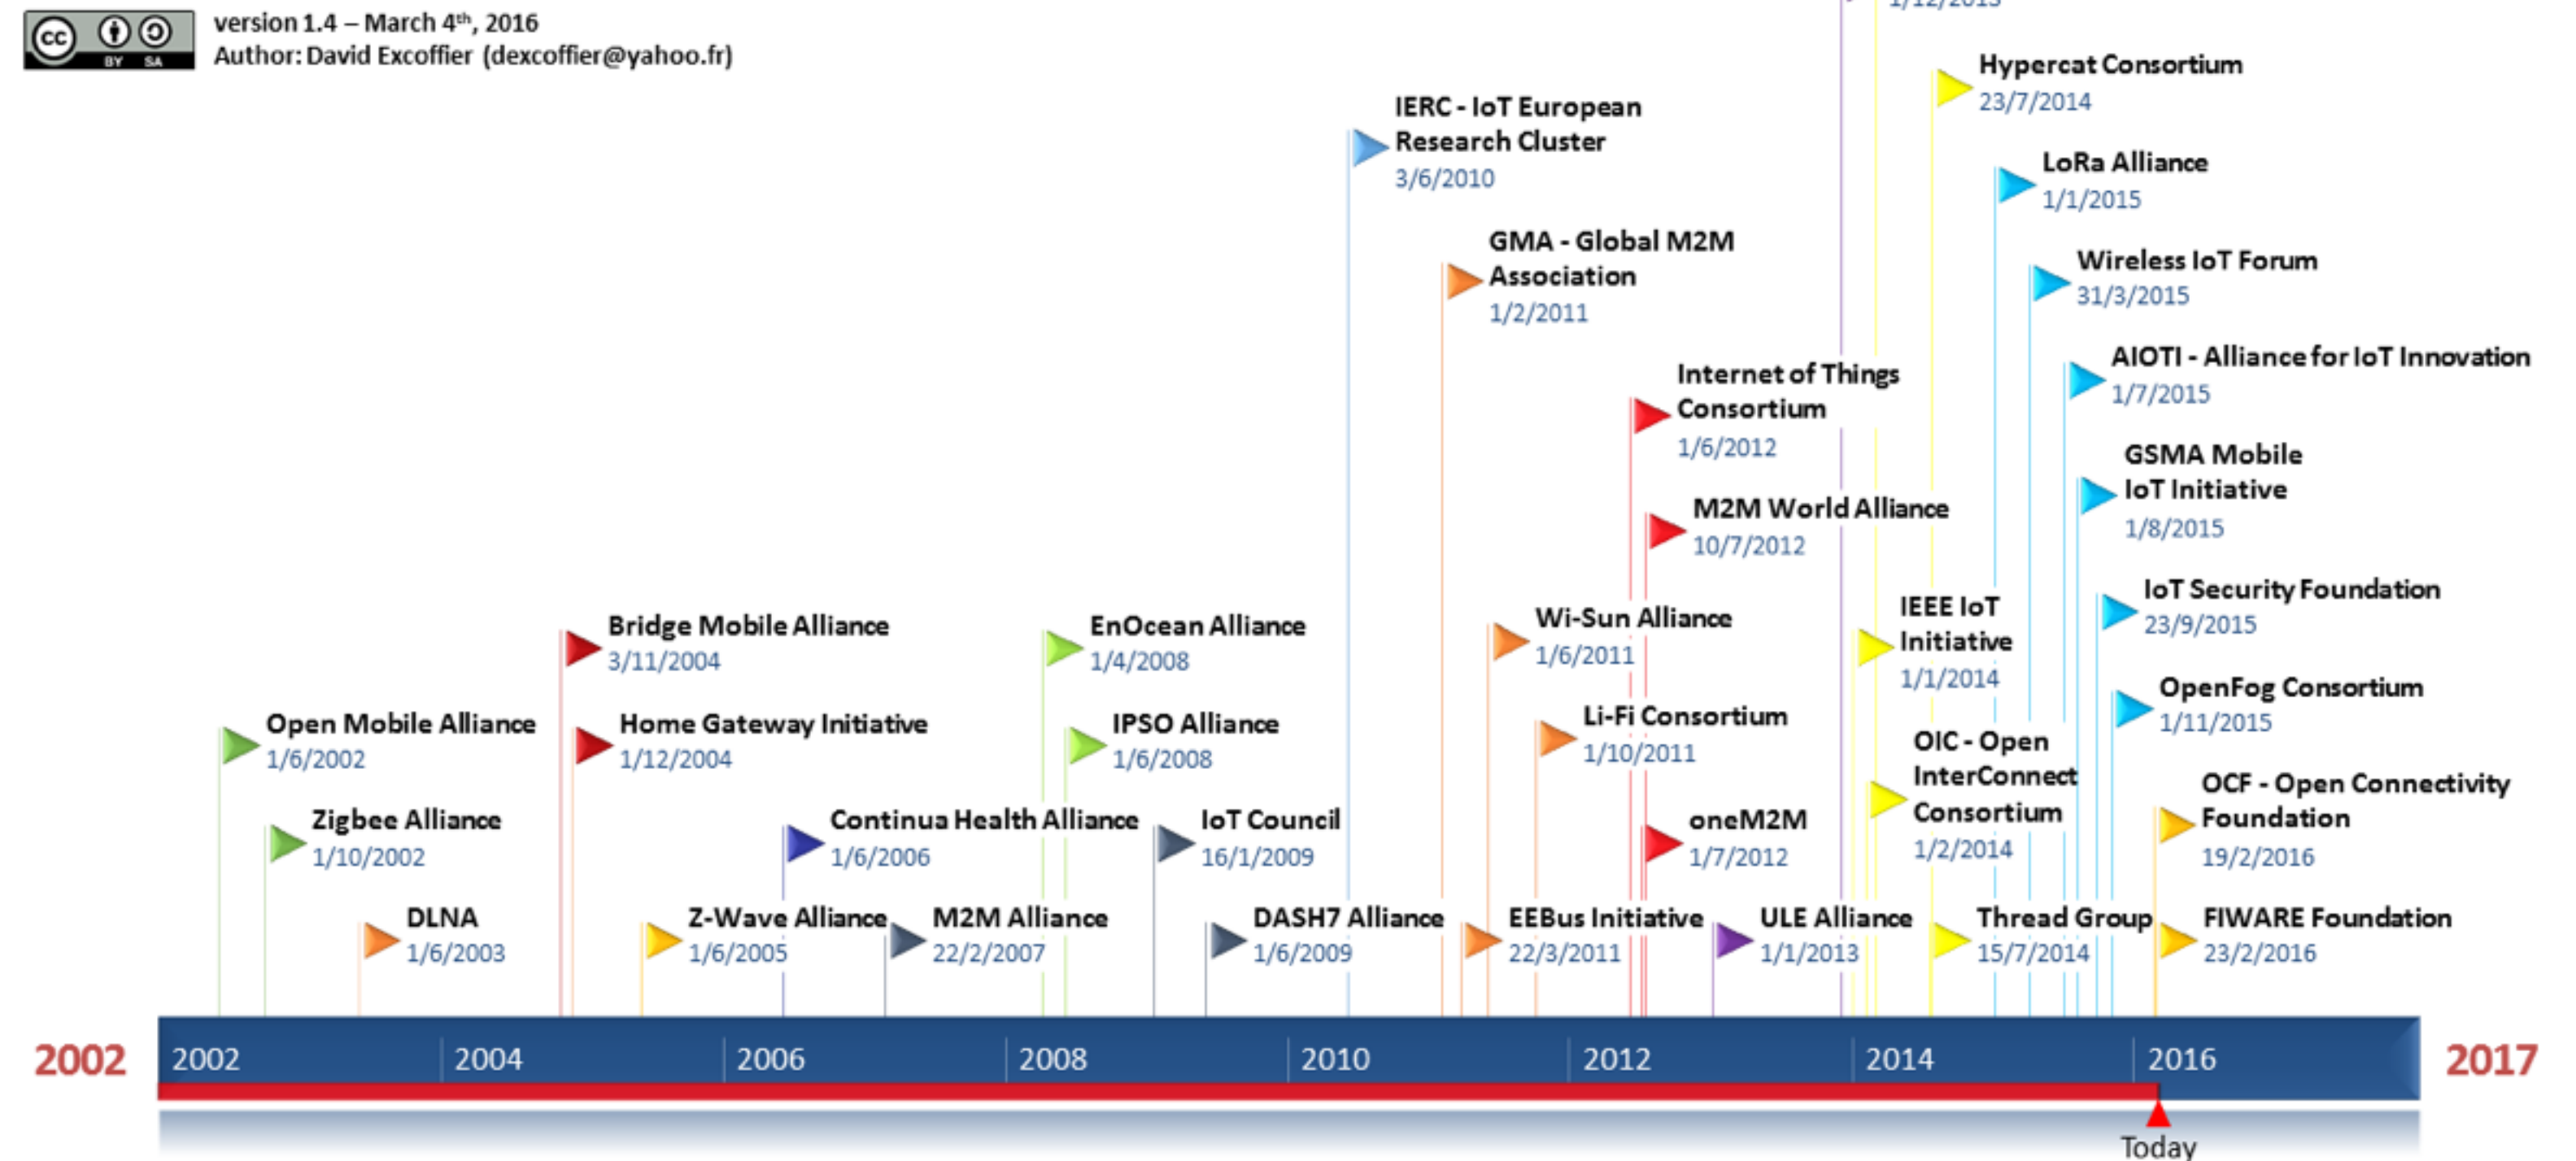 cc BY SA
version 1.4 – March 4th, 2016
Author: David Excoffier (dexcoffier@yahoo.fr)
Hypercat Consortium
23/7/2014
IERC - IoT European
Research Cluster
3/6/2010
LoRa Alliance
1/1/2015
GMA - Global M2M
Association
1/2/2011
Wireless IoT Forum
31/3/2015
AIOTI - Alliance for IoT Innovation
1/7/2015
Internet of Things
Consortium
1/6/2012
GSMA Mobile
IoT Initiative
1/8/2015
M2M World Alliance
10/7/2012
IoT Security Foundation
23/9/2015
Bridge Mobile Alliance
3/11/2004
EnOcean Alliance
1/4/2008
Wi-Sun Alliance
1/6/2011
IEEE IoT
Initiative
1/1/2014
OpenFog Consortium
1/11/2015
Open Mobile Alliance
1/6/2002
Home Gateway Initiative
1/12/2004
IPSO Alliance
1/6/2008
Li-Fi Consortium
1/10/2011
OIC - Open
InterConnect
Consortium
1/2/2014
OCF - Open Connectivity
Foundation
19/2/2016
Zigbee Alliance
1/10/2002
Continua Health Alliance
1/6/2006
IoT Council
16/1/2009
oneM2M
1/7/2012
DLNA
1/6/2003
Z-Wave Alliance
1/6/2005
M2M Alliance
22/2/2007
DASH7 Alliance
1/6/2009
EEBus Initiative
22/3/2011
ULE Alliance
1/1/2013
Thread Group
15/7/2014
FIWARE Foundation
23/2/2016
2002 2002 2004 2006 2008 2010 2012 2014 2016 2017
Today